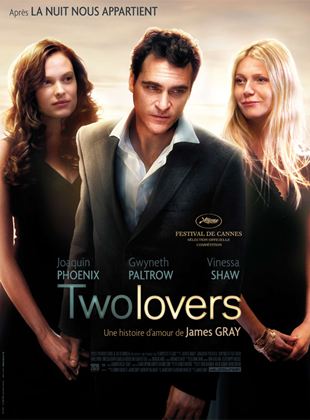 Après LA NUIT NOUS APPARTIENT
FESTIVAL DE CANNES
SÉLECTION OFFICIELLE
COMPÉTITION
Joaquin Gwyneth Vinessa
PHOENIX PALTROW SHAW
Two lovers
Une histoire d'amour de James GRAY